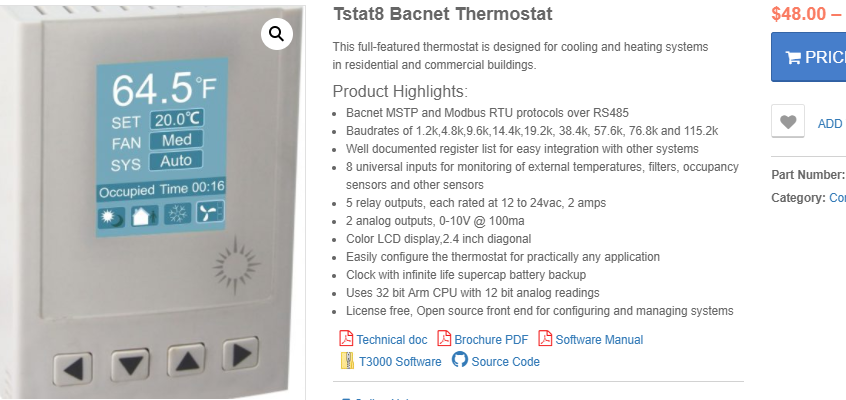 Tstat8 Bacnet Thermostat
$48.00 –
This full-featured thermostat is designed for cooling and heating systems
in residential and commercial buildings.
PRIC
Product Highlights:
Bacnet MSTP and Modbus RTU protocols over RS485
Baudrates of 1.2k,4.8k,9.6k,14.4k,19.2k, 38.4k, 57.6k, 76.8k and 115.2k
ADD
Well documented register list for easy integration with other systems
8 universal inputs for monitoring of external temperatures, filters, occupancy
sensors and other sensors
Part Number:
5 relay outputs, each rated at 12 to 24vac, 2 amps
Category: Co
2 analog outputs, 0-10V @ 100ma
Color LCD display,2.4 inch diagonal
Easily configure the thermostat for practically any application
Clock with infinite life supercap battery backup
Uses 32 bit Arm CPU with 12 bit analog readings
License free, Open source front end for configuring and managing systems
Technical doc Brochure PDF Software Manual
T3000 Software Source Code
64.5°F
SET 20.0℃
FAN Med
SYS Auto
Occupied Time 00:16